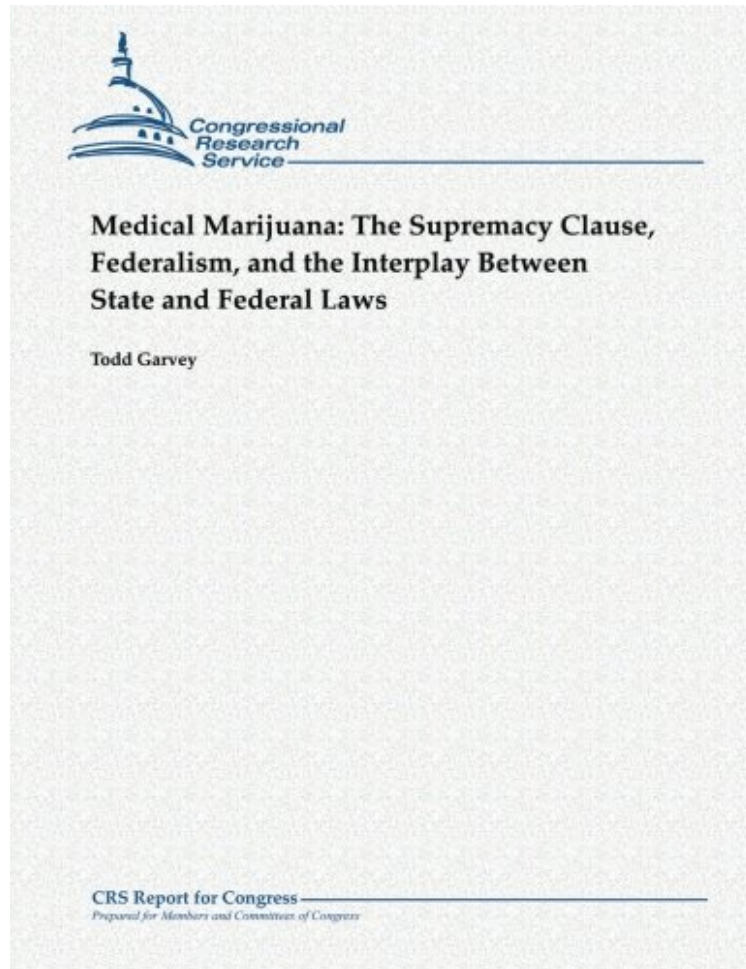 Congressional
Research
Service
Medical Marijuana: The Supremacy Clause,
Federalism, and the Interplay Between
State and Federal Laws
Todd Garvey
CRS Report for Congress
Prepared for Members and Committees of Congress